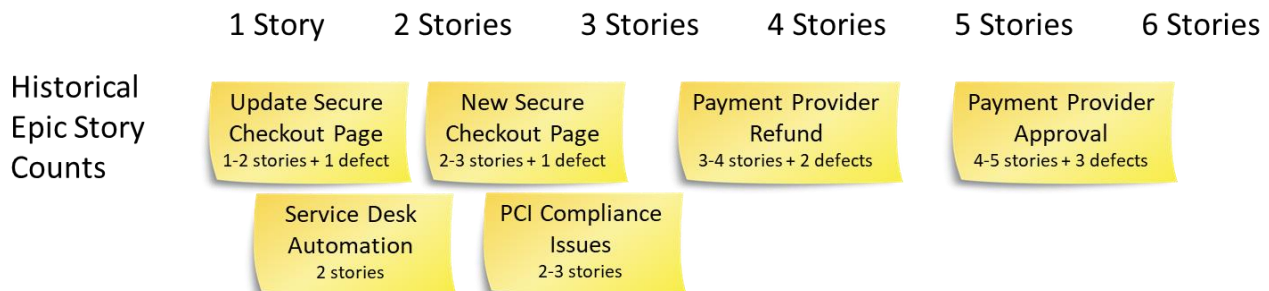 1 Story 2 Stories 3 Stories 4 Stories 5 Stories 6 Stories
Historical
Epic Story
Counts
Update Secure
Checkout Page
1-2 stories + 1 defect
New Secure
Checkout Page
2-3 stories + 1 defect
Payment Provider
Refund
3-4 stories + 2 defects
Payment Provider
Approval
4-5 stories + 3 defects
Service Desk
Automation
2 stories
PCI Compliance
Issues
2-3 stories